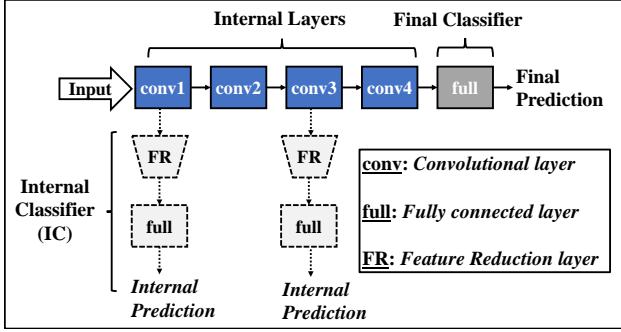 Internal Layers
Final Classifier
Input
conv1
conv2
conv3
conv4
full
Final
Prediction
Internal
Classifier
(IC)
FR
full
Internal
Prediction
FR
full
Internal
Prediction
conv: Convolutional layer
full: Fully connected layer
FR: Feature Reduction layer